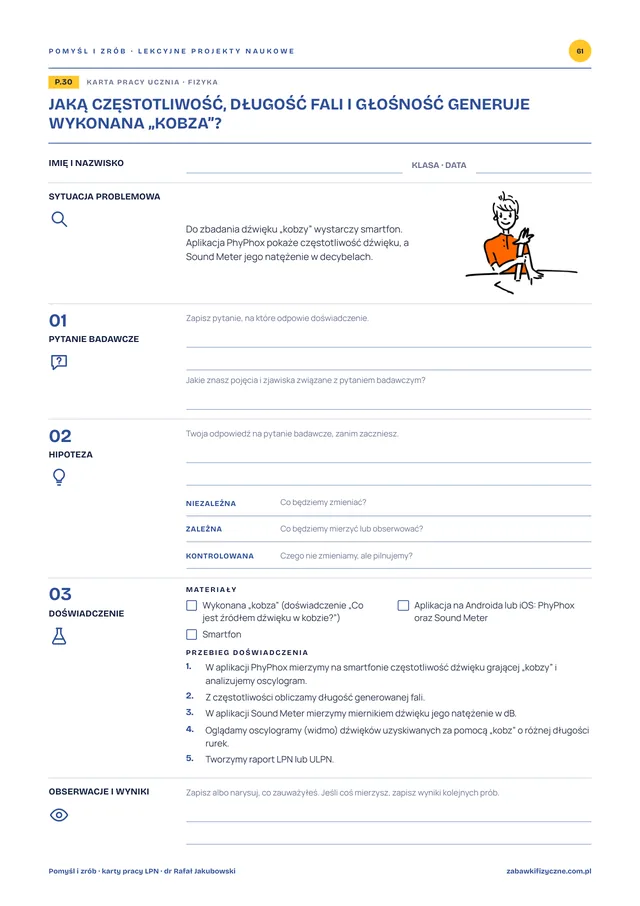 POMYŚL I ZRÓB · LEKCYJNE PROJEKTY NAUKOWE
61
P.30 KARTA PRACY UCZNIA · FIZYKA
JAKĄ CZĘSTOTLIWOŚĆ, DŁUGOŚĆ FALI I GŁOŚNOŚĆ GENERUJE
WYKONANA „KOBZA”?
IMIĘ I NAZWISKO
KLASA · DATA
SYTUACJA PROBLEMOWA
Do zbadania dźwięku „kobzy” wystarczy smartfon.
Aplikacja PhyPhox pokaże częstotliwość dźwięku, a
Sound Meter jego natężenie w decybelach.
01
PYTANIE BADAWCZE
Zapisz pytanie, na które odpowie doświadczenie.
?
Jakie znasz pojęcia i zjawiska związane z pytaniem badawczym?
02
HIPOTEZA
Twoja odpowiedź na pytanie badawcze, zanim zaczniesz.
NIEZALEŻNA Co będziemy zmieniać?
ZALEŻNA Co będziemy mierzyć lub obserwować?
KONTROLOWANA Czego nie zmieniamy, ale pilnujemy?
03
DOŚWIADCZENIE
MATERIAŁY
Wykonana „kobza” (doświadczenie „Co
jest źródłem dźwięku w kobzie?”)
Aplikacja na Androida lub iOS: PhyPhox
oraz Sound Meter
Smartfon
PRZEBIEG DOŚWIADCZENIA
1. W aplikacji PhyPhox mierzymy na smartfonie częstotliwość dźwięku grającej „kobzy” i
analizujemy oscylogram.
2. Z częstotliwości obliczamy długość generowanej fali.
3. W aplikacji Sound Meter mierzymy miernikiem dźwięku jego natężenie w dB.
4. Oglądamy oscylogramy (widmo) dźwięków uzyskiwanych za pomocą „kobz” o różnej długości
rurek.
5. Tworzymy raport LPN lub ULPN.
OBSERWACJE I WYNIKI
Zapisz albo narysuj, co zauważyłeś. Jeśli coś mierzysz, zapisz wyniki kolejnych prób.
Pomyśl i zrób · karty pracy LPN · dr Rafał Jakubowski
zabawkifizyczne.com.pl